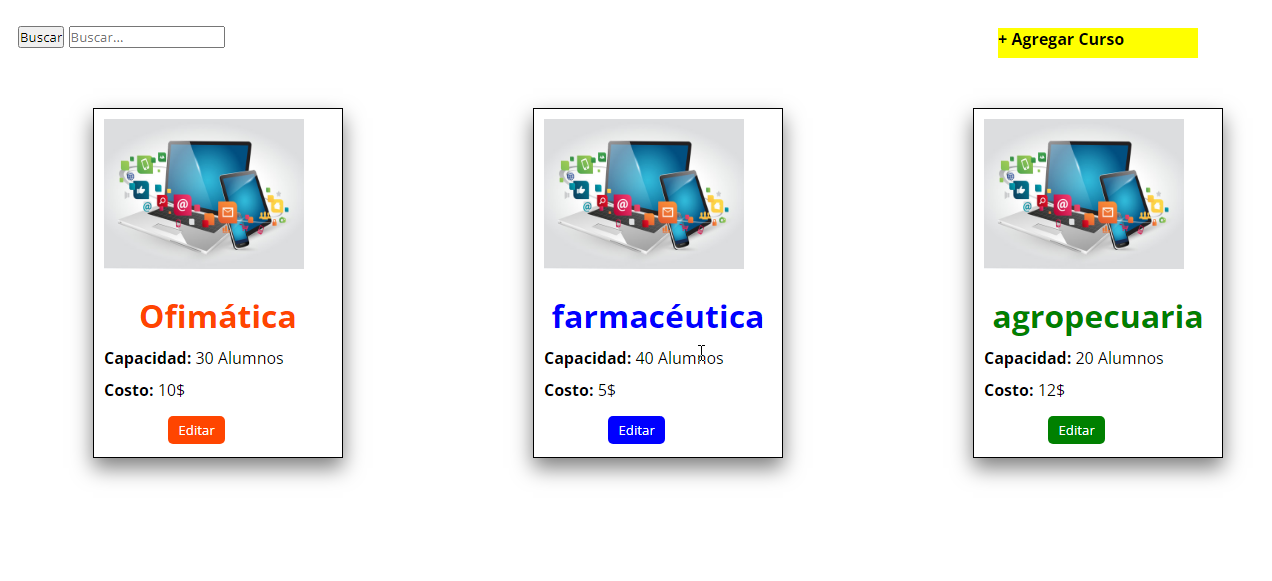 Buscar Buscar...
+ Agregar Curso
Ofimática
Capacidad: 30 Alumnos
Costo: 10$
Editar
farmacéutica
Capacidad: 40 Alumnos
Costo: 5$
Editar
agropecuaria
Capacidad: 20 Alumnos
Costo: 12$
Editar